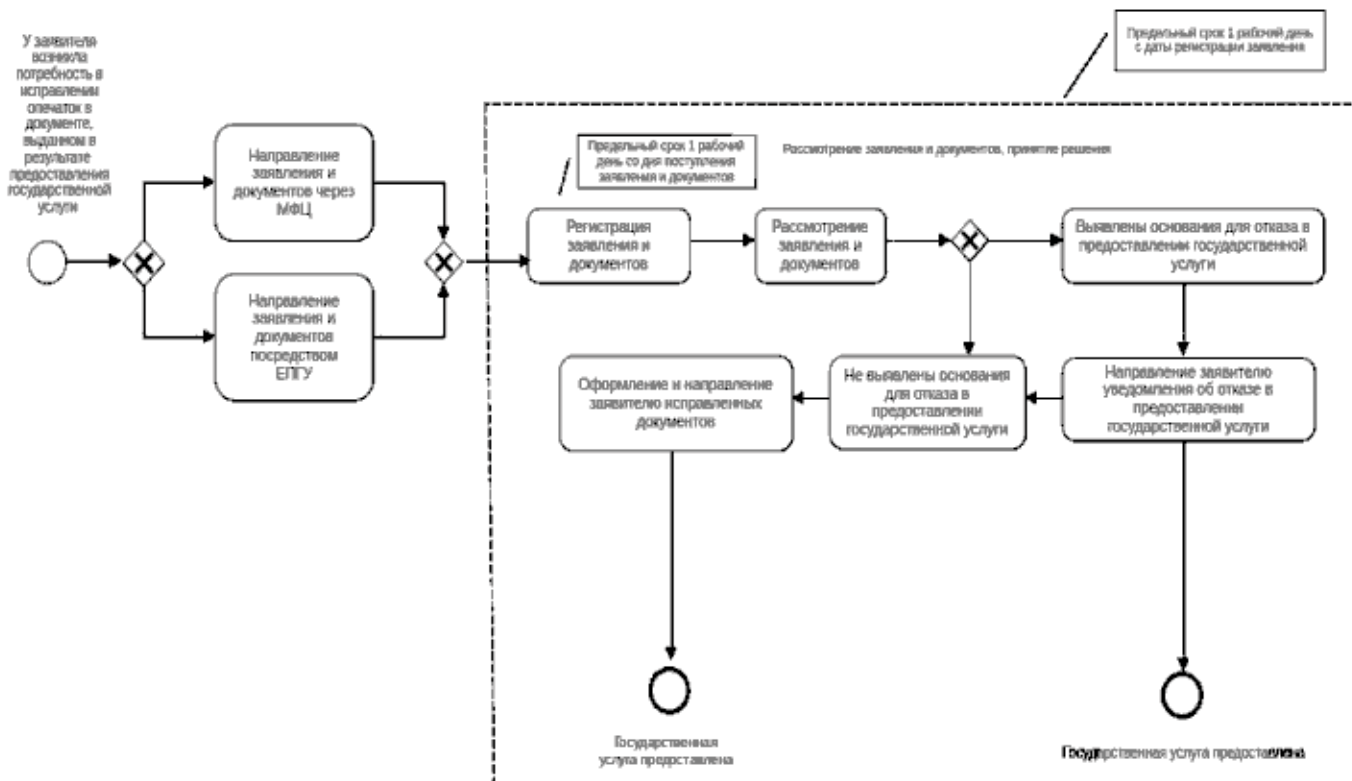 У заявителя
возникла
потребность в
исправлении
опечаток в
документе,
выданном в
результате
предоставления
государственной
услуги
Направление
заявления и
документов через
МФЦ
Направление
заявления и
документов
посредством
ЕПГУ
Предельный срок 1 рабочий день
с даты регистрации заявления
Предельный срок 1 рабочий
день со дня поступления
заявления и документов
Рассмотрение заявления и документов, принятие решения
Регистрация
заявления и
документов
Рассмотрение
заявления и
документов
Выявлены основания для отказа в
предоставлении государственной
услуги
Оформление и направление
заявителю исправленных
документов
Не выявлены основания
для отказа в
предоставлении
государственной услуги
Направление заявителю
уведомления об отказе в
предоставлении
государственной услуги
Государственная
услуга предоставлена
Государственная услуга предоставлена